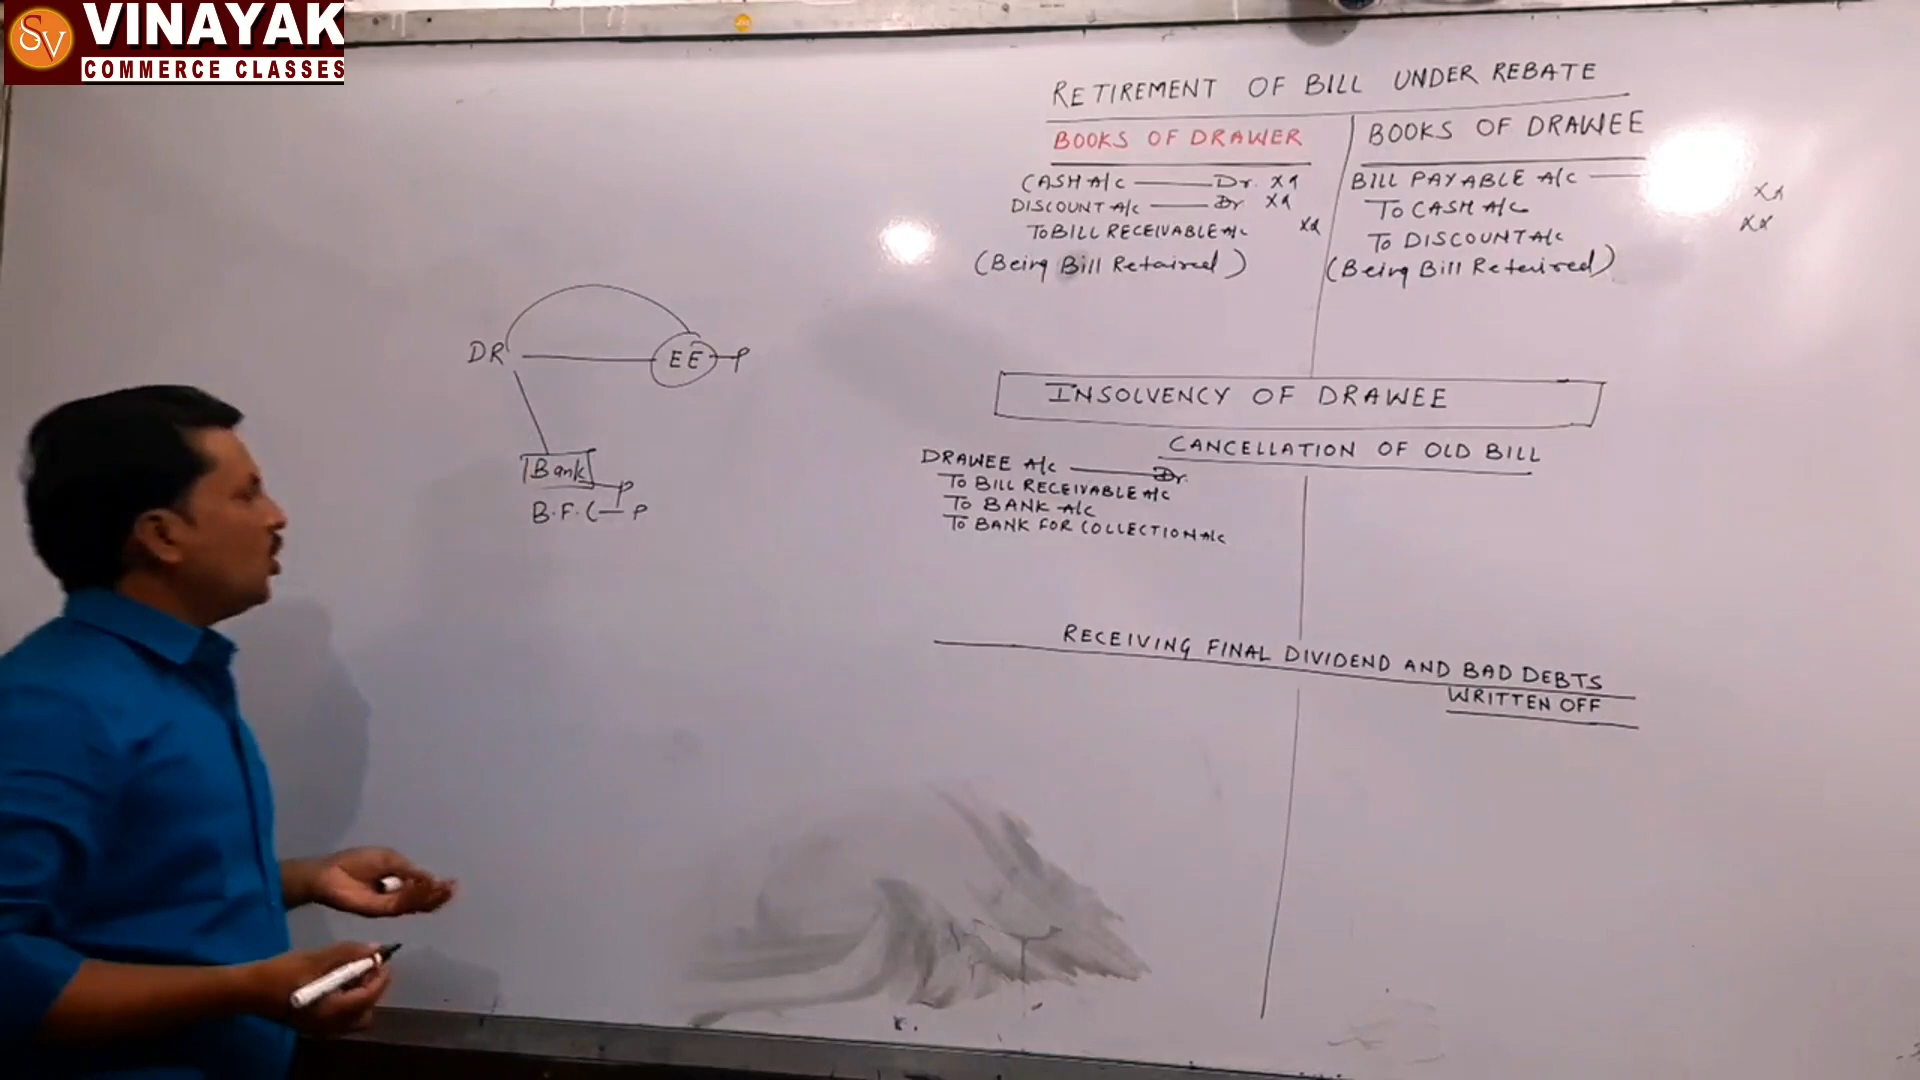 SV VINAYAK
COMMERCE CLASSES
RETIREMENT OF BILL UNDER REBATE
BOOKS OF DRAWER
CASH A/c — Dr. xx
DISCOUNT A/c — Dr xx
To BILL RECEIVABLE A/c xx
(Being Bill Retaired)
BOOKS OF DRAWEE
BILL PAYABLE A/c —
To CASH A/c xx
To DISCOUNT A/c xx
(Being Bill Reteired)
DR EE P
Bank P
B.F.C P
INSOLVENCY OF DRAWEE
CANCELLATION OF OLD BILL
DRAWEE A/c — Dr.
To BILL RECEIVABLE A/c
To BANK A/c
To BANK FOR COLLECTION A/c
RECEIVING FINAL DIVIDEND AND BAD DEBTS
WRITTEN OFF